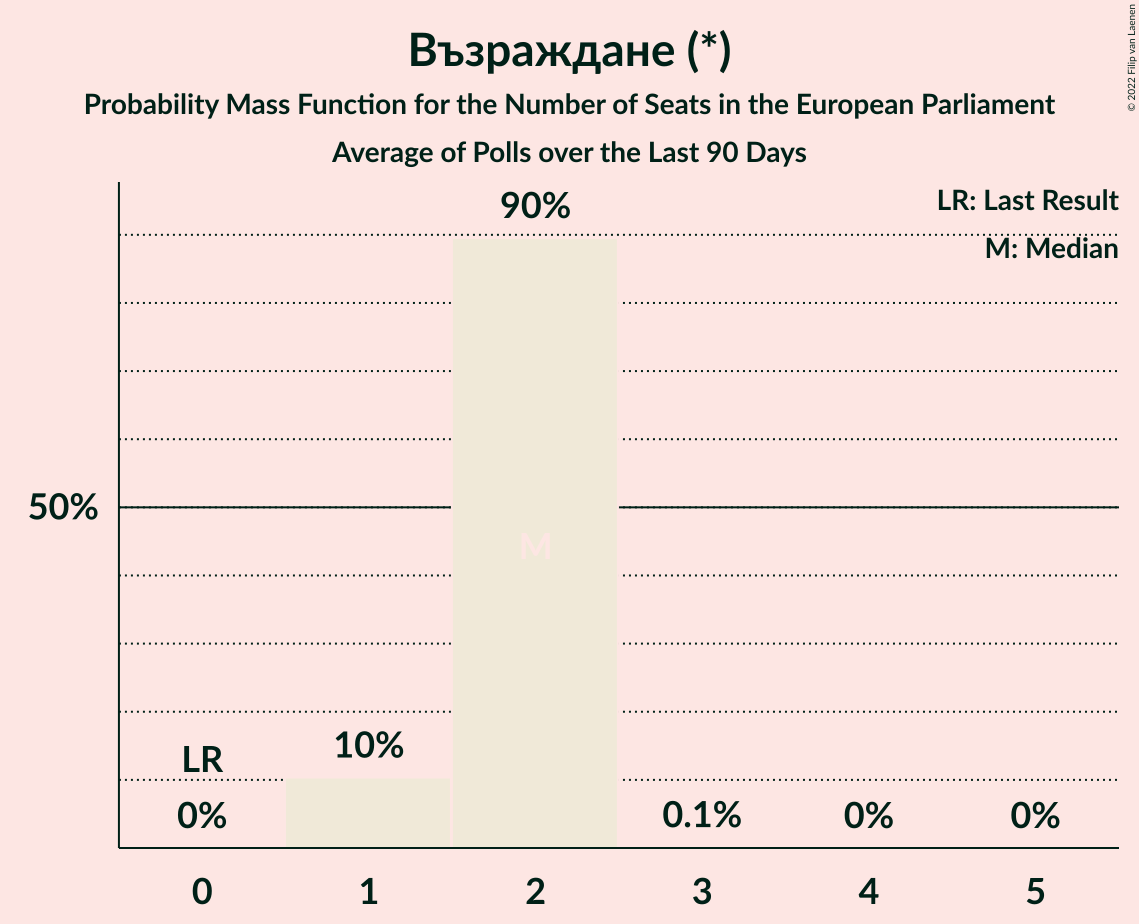 Възраждане (*)
Probability Mass Function for the Number of Seats in the European Parliament
Average of Polls over the Last 90 Days
© 2022 Filip van Laenen
LR: Last Result
M: Median
90%
50%
M
LR
10%
0%
0.1%
0%
0%
0 1 2 3 4 5